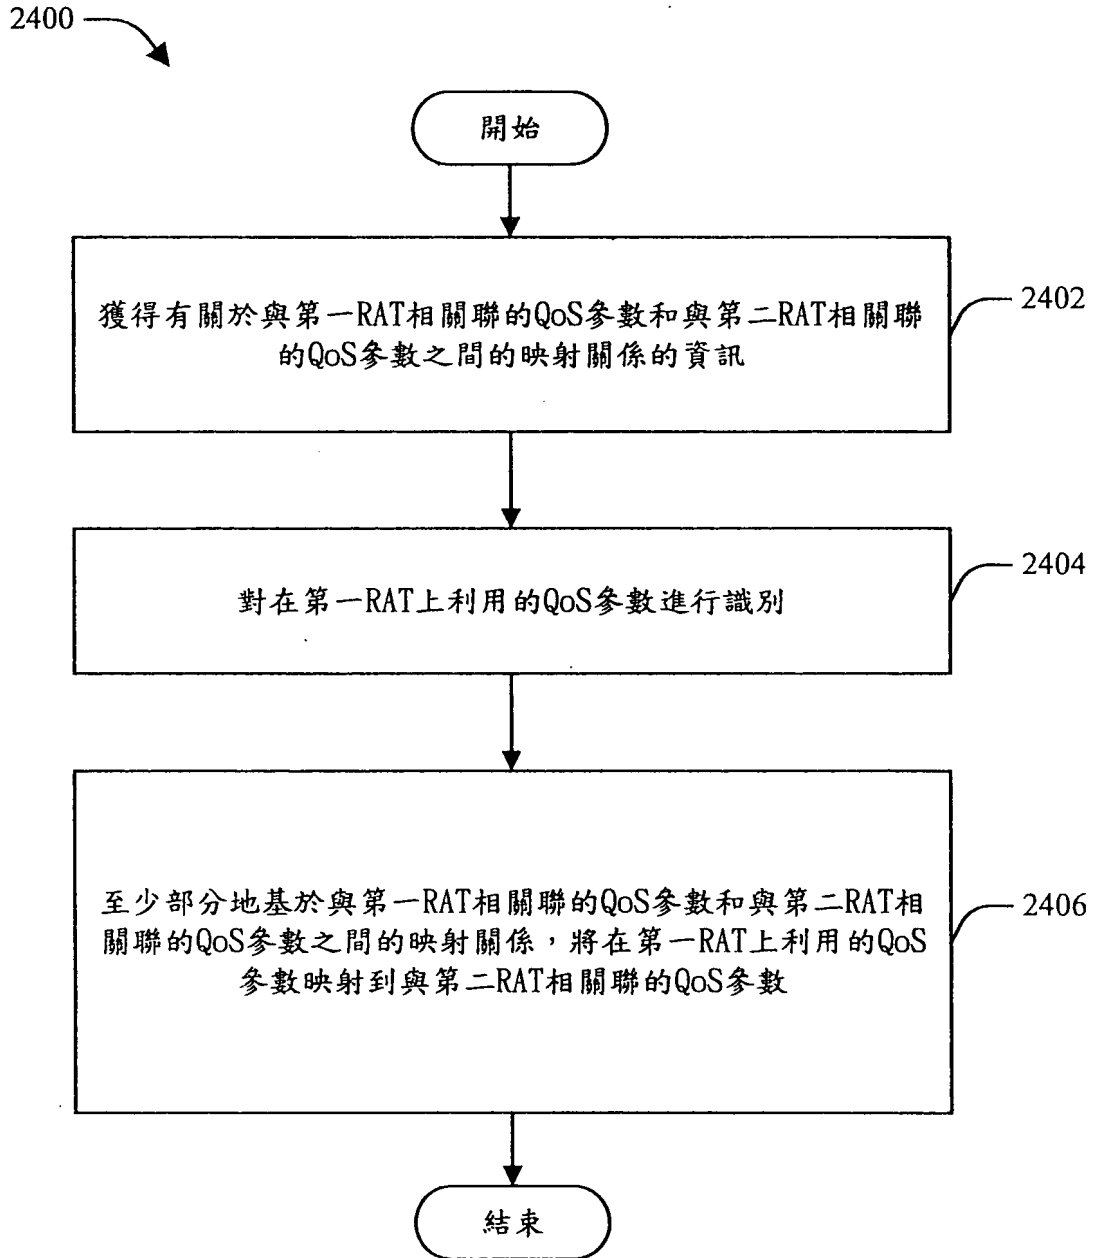 2400
開始
獲得有關於與第一RAT相關聯的QoS參數和與第二RAT相關聯
的QoS參數之間的映射關係的資訊
2402
對在第一RAT上利用的QoS參數進行識別
2404
至少部分地基於與第一RAT相關聯的QoS參數和與第二RAT相
關聯的QoS參數之間的映射關係，將在第一RAT上利用的QoS
參數映射到與第二RAT相關聯的QoS參數
2406
結束